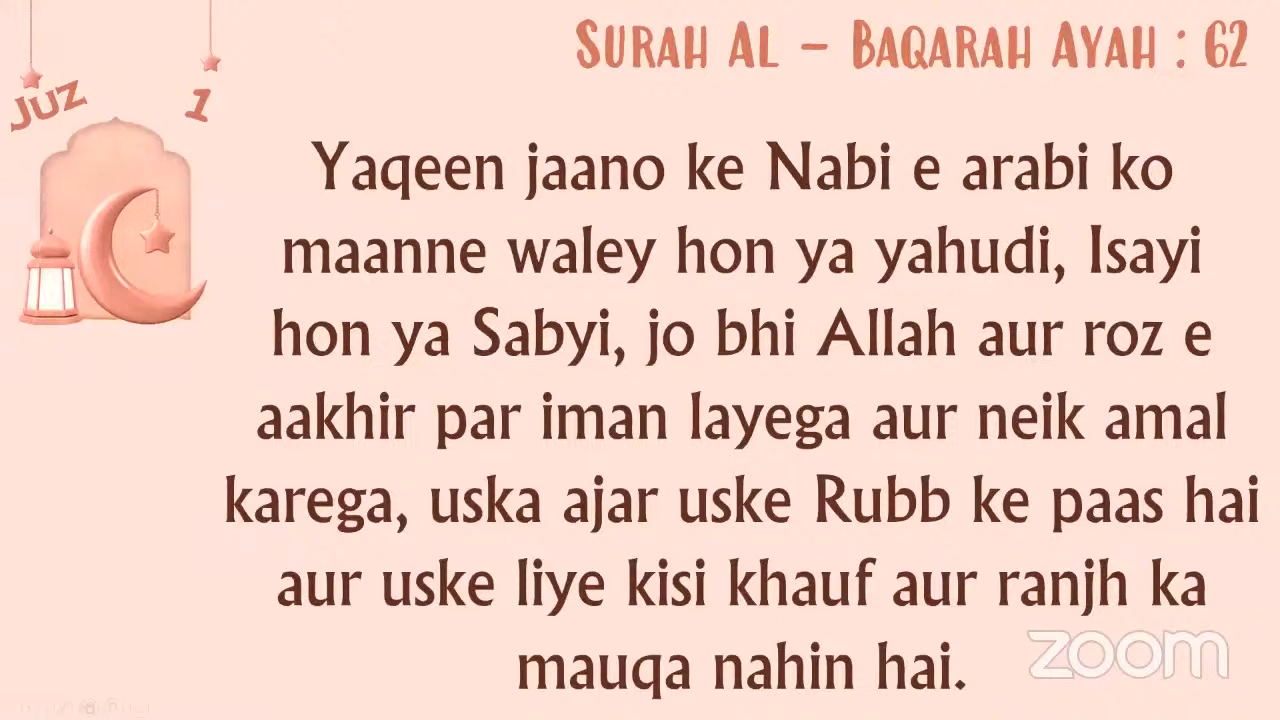 SURAH AL – BAQARAH AYAH : 62
JUZ 1
Yaqeen jaano ke Nabi e arabi ko
maanne waley hon ya yahudi, Isayi
hon ya Sabyi, jo bhi Allah aur roz e
aakhir par iman layega aur neik amal
karega, uska ajar uske Rubb ke paas hai
aur uske liye kisi khauf aur ranjh ka
mauqa nahin hai.
zoom